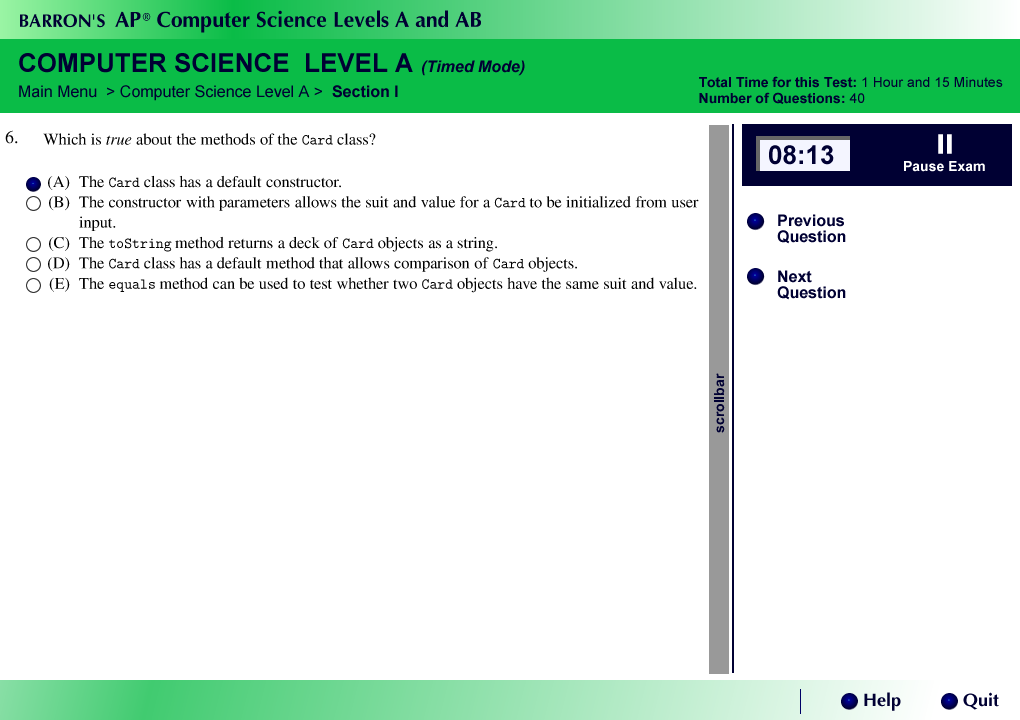 BARRON'S AP® Computer Science Levels A and AB
COMPUTER SCIENCE LEVEL A (Timed Mode)
Main Menu > Computer Science Level A > Section I
Total Time for this Test: 1 Hour and 15 Minutes
Number of Questions: 40
6. Which is true about the methods of the Card class?
(A) The Card class has a default constructor.
(B) The constructor with parameters allows the suit and value for a Card to be initialized from user
input.
(C) The toString method returns a deck of Card objects as a string.
(D) The Card class has a default method that allows comparison of Card objects.
(E) The equals method can be used to test whether two Card objects have the same suit and value.
scrollbar
08:13
Pause Exam
Previous
Question
Next
Question
Help
Quit